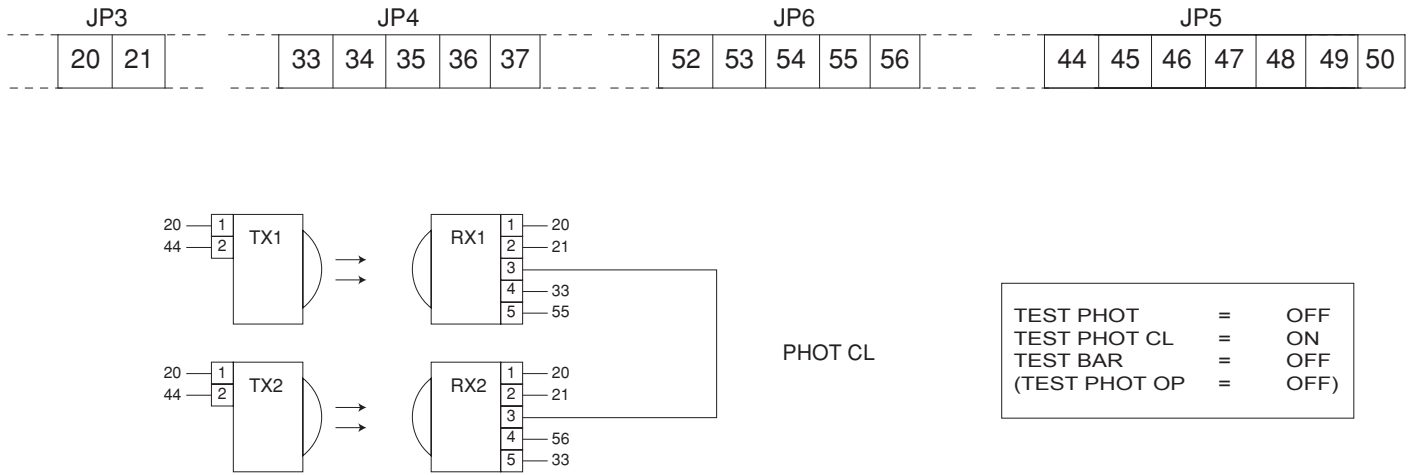 JP3 JP4 JP6 JP5
20 21 33 34 35 36 37 52 53 54 55 56 44 45 46 47 48 49 50
20 1 TX1 RX1 1 20
44 2 2 21
3
4 33
5 55
TEST PHOT = OFF
TEST PHOT CL = ON
TEST BAR = OFF
(TEST PHOT OP = OFF)
PHOT CL
20 1 TX2 RX2 1 20
44 2 2 21
3
4 56
5 33